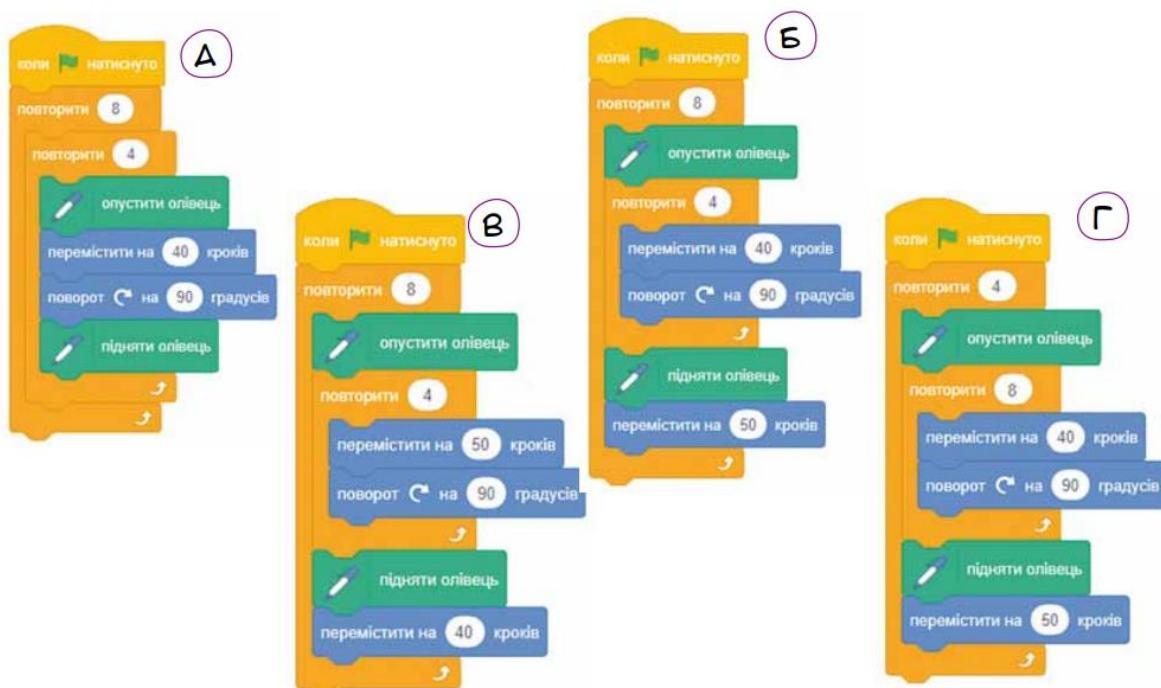 А
коли натиснуто
повторити 8
повторити 4
опустити олівець
перемістити на 40 кроків
поворот на 90 градусів
підняти олівець
В
коли натиснуто
повторити 8
опустити олівець
повторити 4
перемістити на 50 кроків
поворот на 90 градусів
підняти олівець
перемістити на 40 кроків
Б
коли натиснуто
повторити 8
опустити олівець
повторити 4
перемістити на 40 кроків
поворот на 90 градусів
підняти олівець
перемістити на 50 кроків
Г
коли натиснуто
повторити 4
опустити олівець
повторити 8
перемістити на 40 кроків
поворот на 90 градусів
підняти олівець
перемістити на 50 кроків